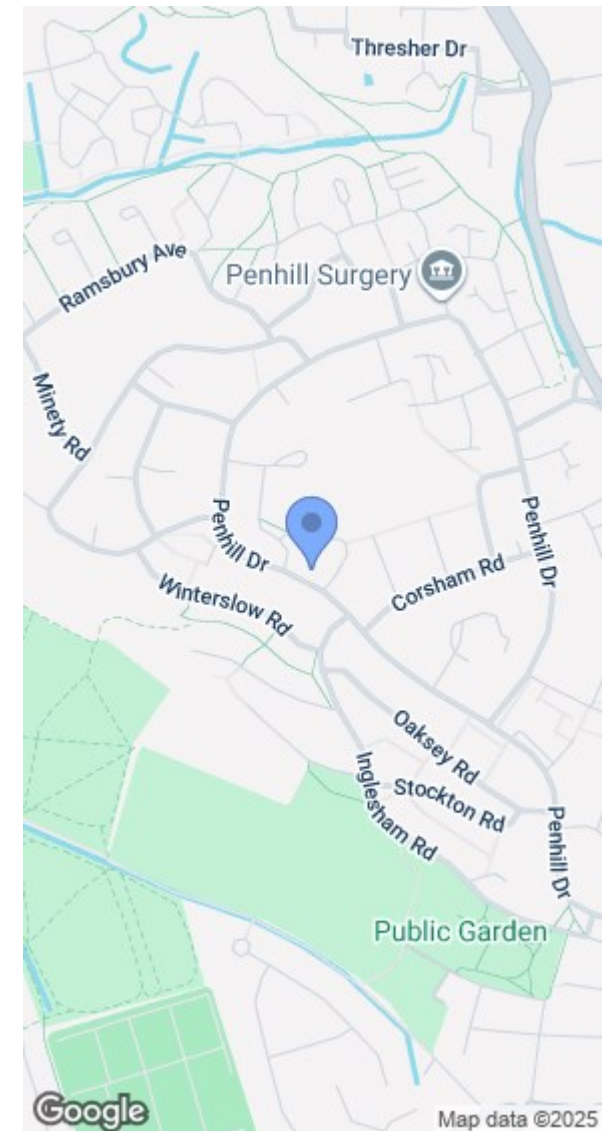 Thresher Dr
Ramsbury Ave
Penhill Surgery
Minety Rd
Penhill Dr
Penhill Dr
Corsham Rd
Winterslow Rd
Oaksey Rd
Stockton Rd
Inglesham Rd
Penhill Dr
Public Garden
Google
Map data ©2025